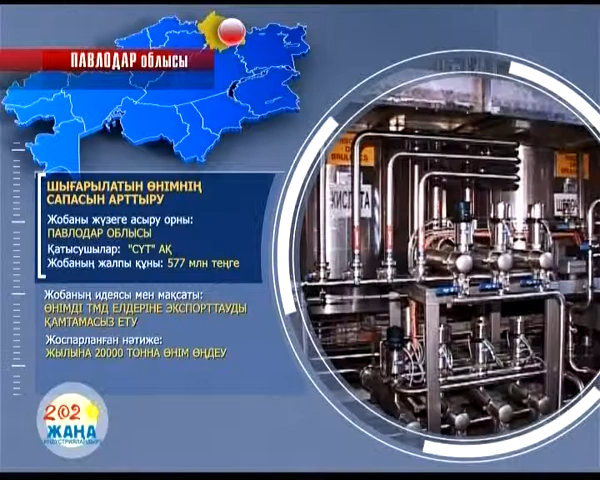 ПАВЛОДАР облысы
ШЫҒАРЫЛАТЫН ӨНІМНІҢ
САПАСЫН АРТТЫРУ
Жобаны жүзеге асыру орны:
ПАВЛОДАР ОБЛЫСЫ
Қатысушылар: "СҮТ" АҚ
Жобаның жалпы құны: 577 млн теңге
Жобаның идеясы мен мақсаты:
ӨНІМДІ ТМД ЕЛДЕРІНЕ ЭКСПОРТТАУДЫ
ҚАМТАМАСЫЗ ЕТУ
Жоспарланған нәтиже:
ЖЫЛЫНА 20000 ТОННА ӨНІМ ӨҢДЕУ
202
ЖАҢА
ИНДУСТРИЯЛАНДЫРУ
КИСЛОТА